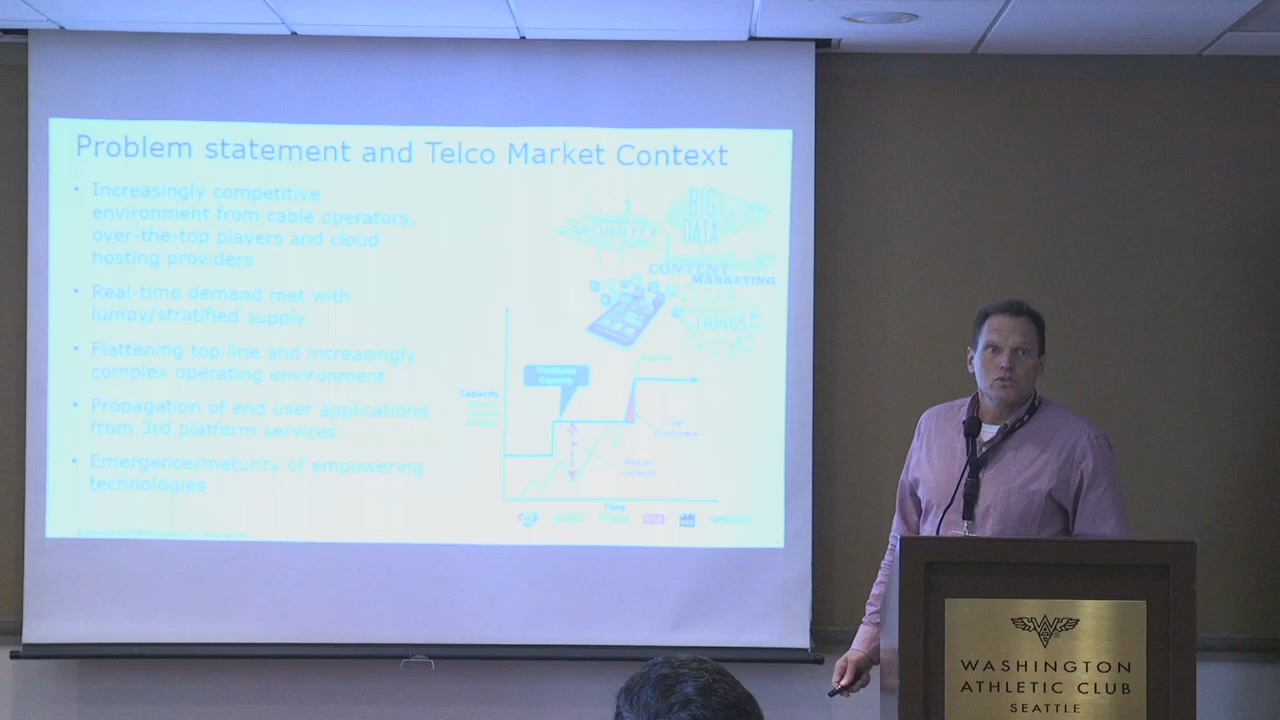 Problem statement and Telco Market Context
• Increasingly competitive
environment from cable operators,
over-the-top players and cloud
hosting providers
• Real-time demand met with
lumpy/stratified supply
• Flattening top line and increasingly
complex operating environment
• Propagation of end user applications
from 3rd platform services
• Emergence/maturity of empowering
technologies
MOBILITY
BIG
DATA
CONTENT
MARKETING
THINGS
Traditional
Capacity
Capacity
Time
WASHINGTON
ATHLETIC CLUB
SEATTLE